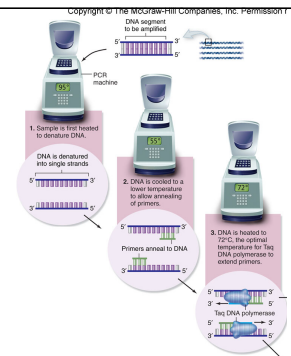 Copyright © The McGraw-Hill Companies, Inc. Permission r
DNA segment
to be amplified
5' 3'
3' 5'
PCR
machine
95°
1. Sample is first heated
to denature DNA.
DNA is denatured
into single strands
5' 3'
3' 5'
55°
2. DNA is cooled to a
lower temperature
to allow annealing
of primers.
Primers anneal to DNA
5' 3'
3' 5'
72°
3. DNA is heated to
72°C, the optimal
temperature for Taq
DNA polymerase to
extend primers.
5' 3'
3' 5'
Taq DNA polymerase
5' 3'
3' 5'